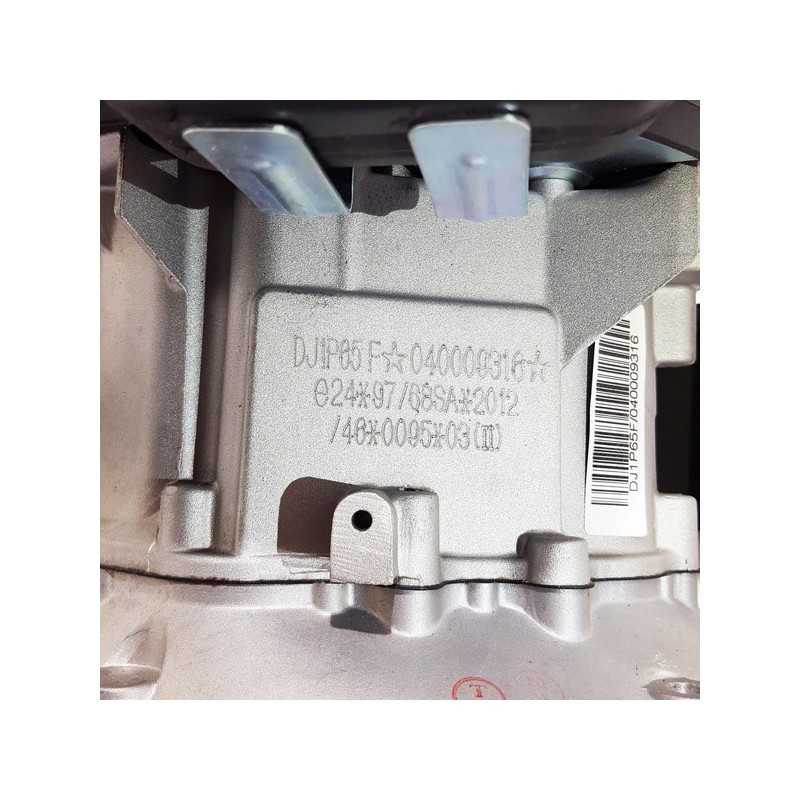 DJ1P65F☆040009316☆
e24*97/68SA*2012
/46*0095*03(II)
DJ1P65F/040009316
T